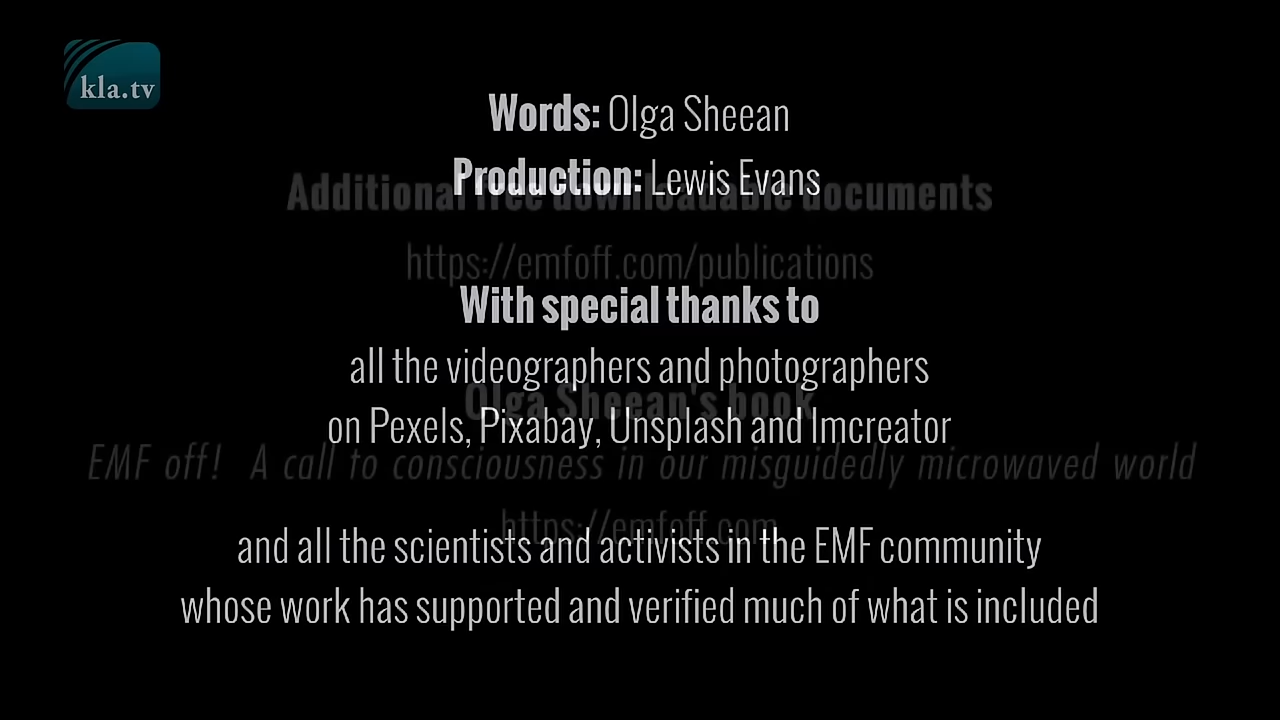 kla.tv
Words: Olga Sheean
Production: Lewis Evans
Additional free downloadable documents
https://emfoff.com/publications
With special thanks to
all the videographers and photographers
Olga Sheean's book
on Pexels, Pixabay, Unsplash and Imcreator
EMF off! A call to consciousness in our misguidedly microwaved world
https://emfoff.com
and all the scientists and activists in the EMF community
whose work has supported and verified much of what is included